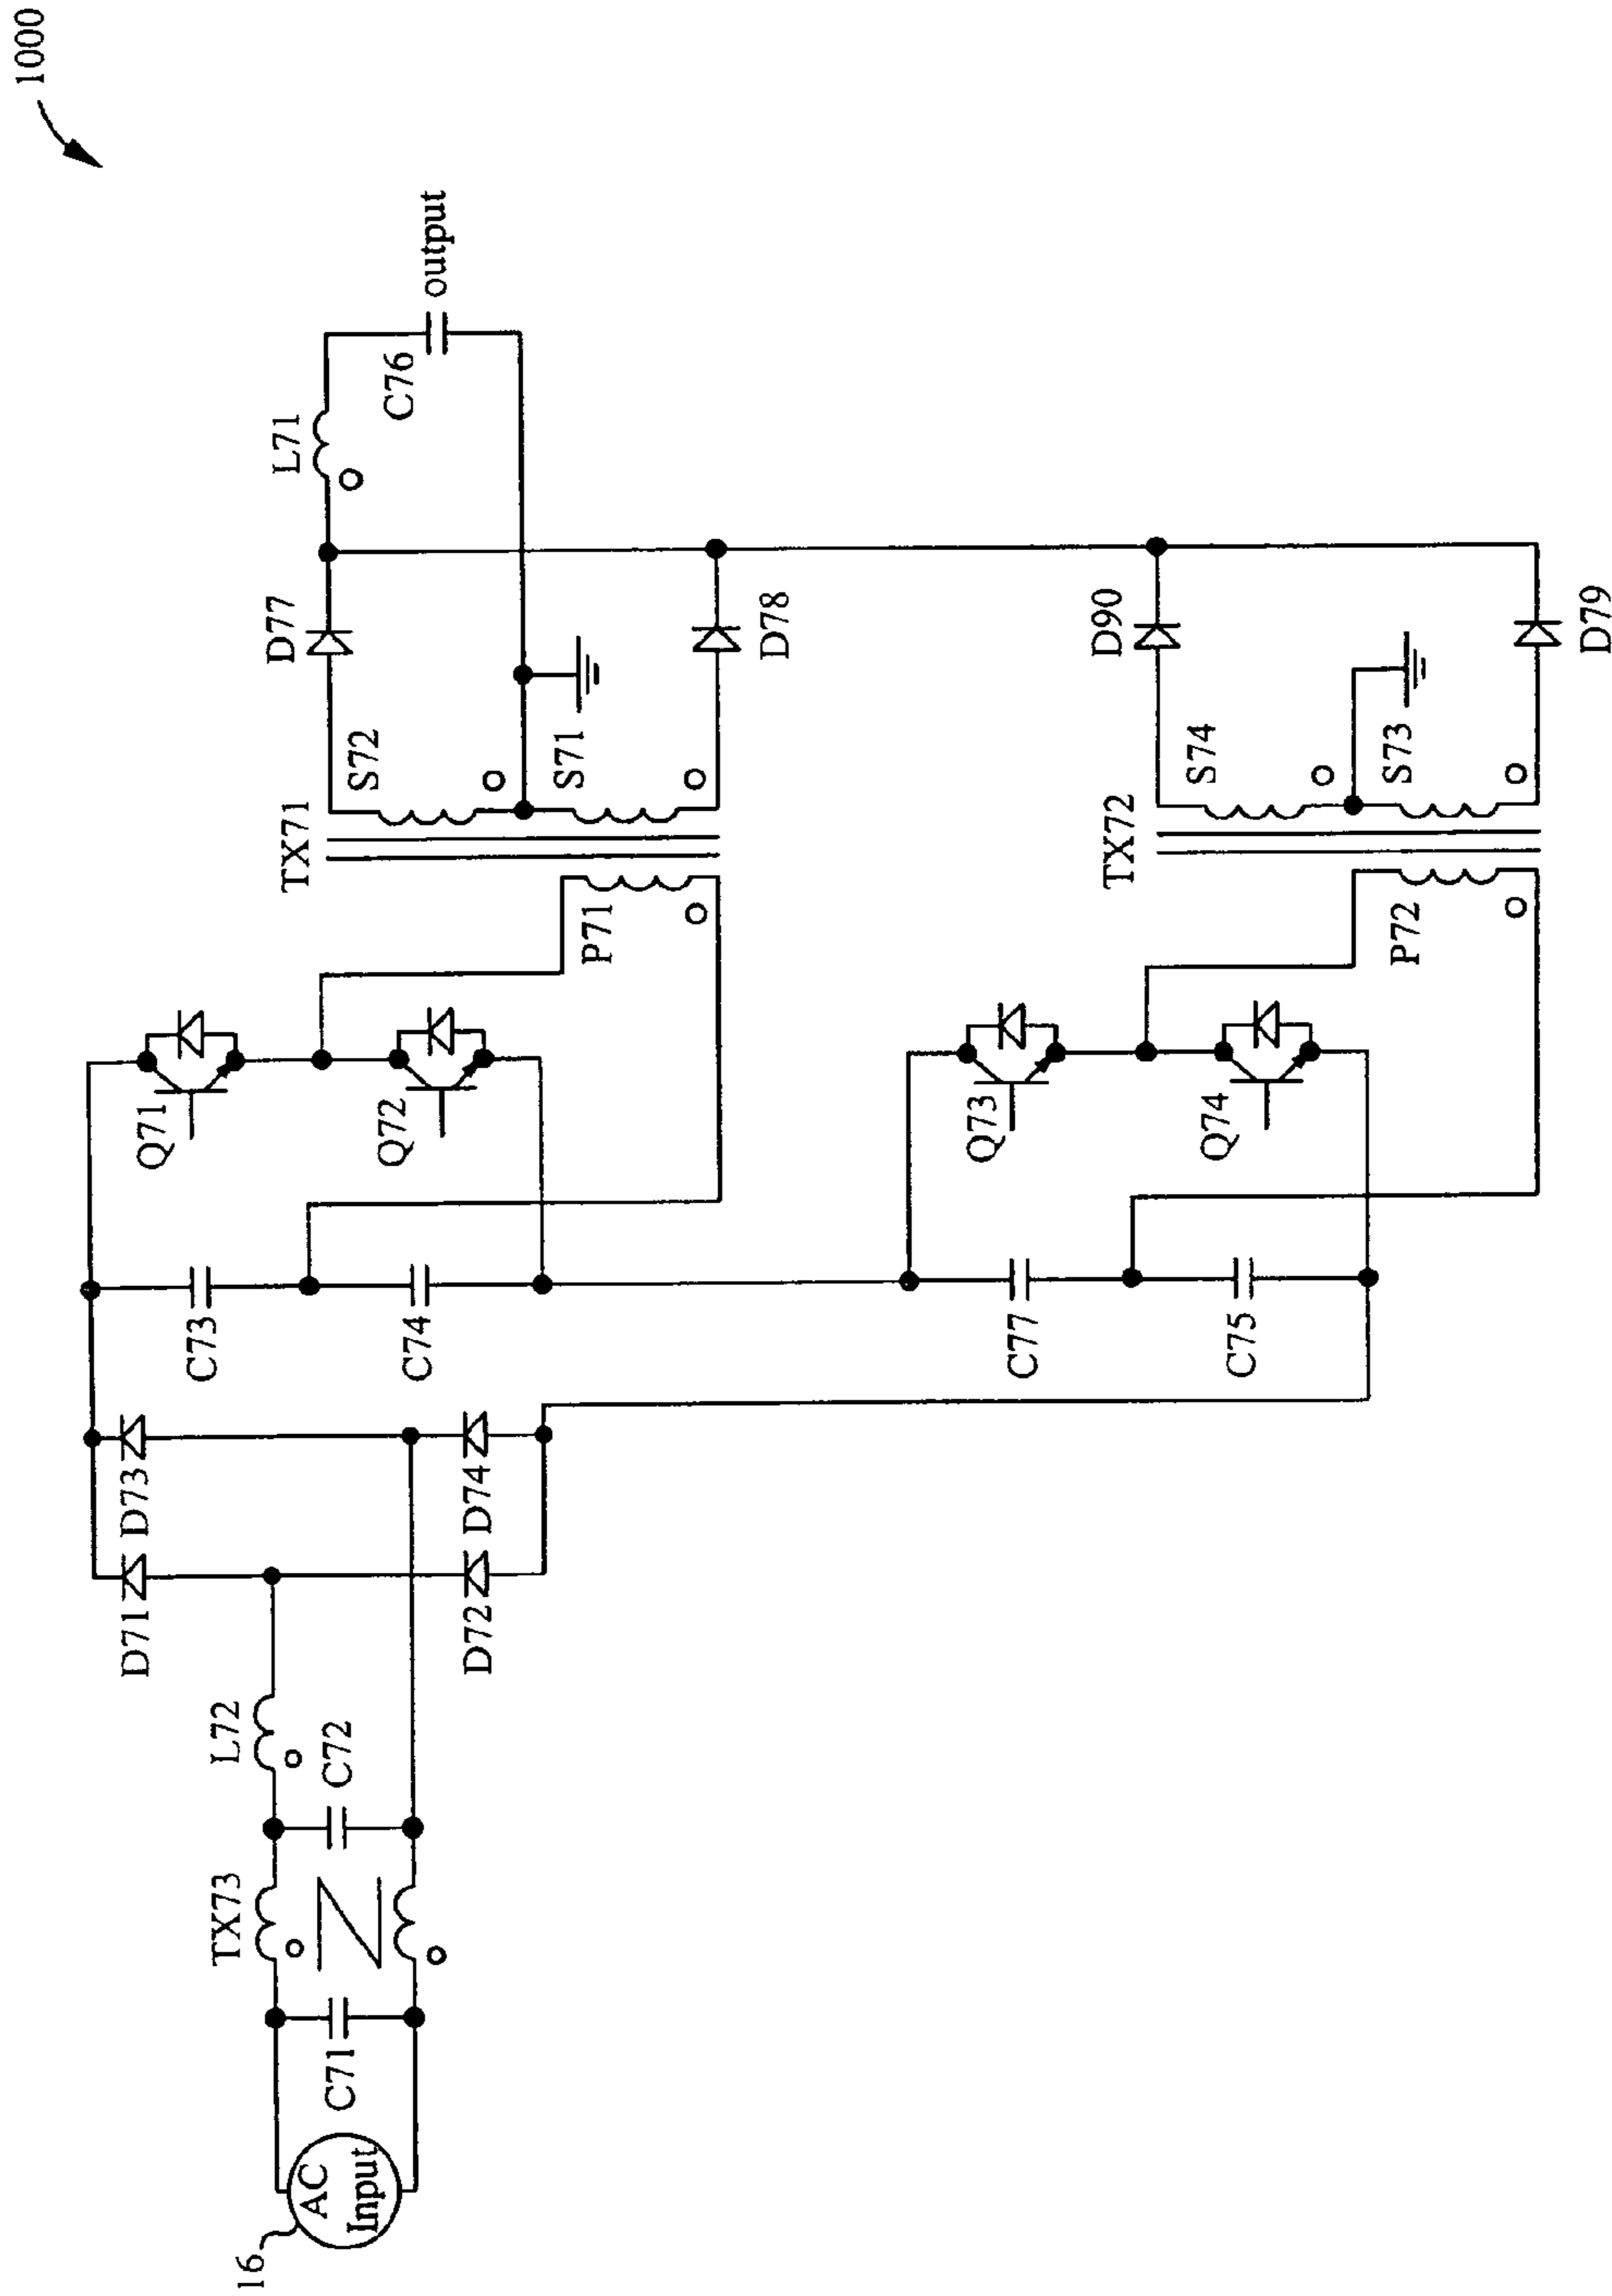 1000
16
AC
Input
C71
TX73
C72
L72
D71
D73
D72
D74
C73
C74
Q71
Q72
P71
TX71
S72
S71
D77
D78
L71
C76
output
C77
C75
Q73
Q74
P72
TX72
S74
S73
D90
D79